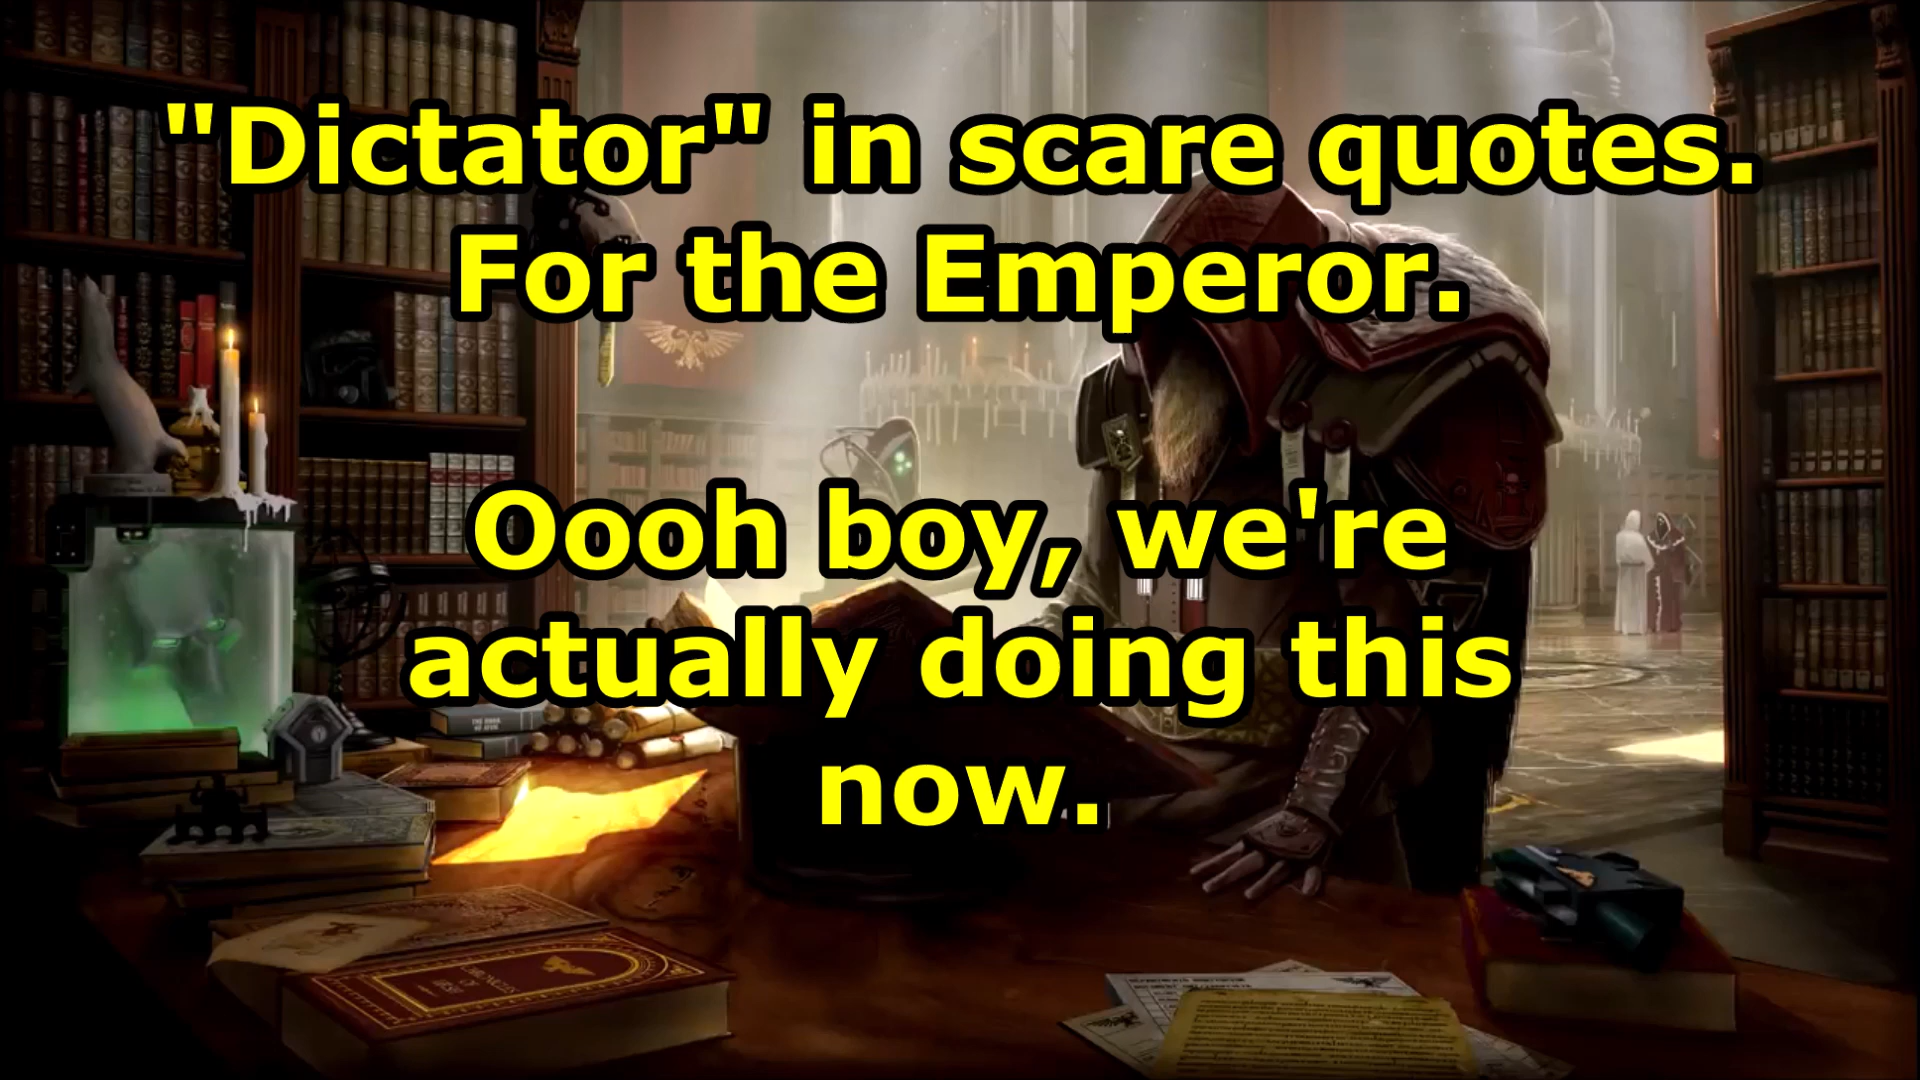 "Dictator" in scare quotes.
For the Emperor.
Oooh boy, we're
actually doing this
now.